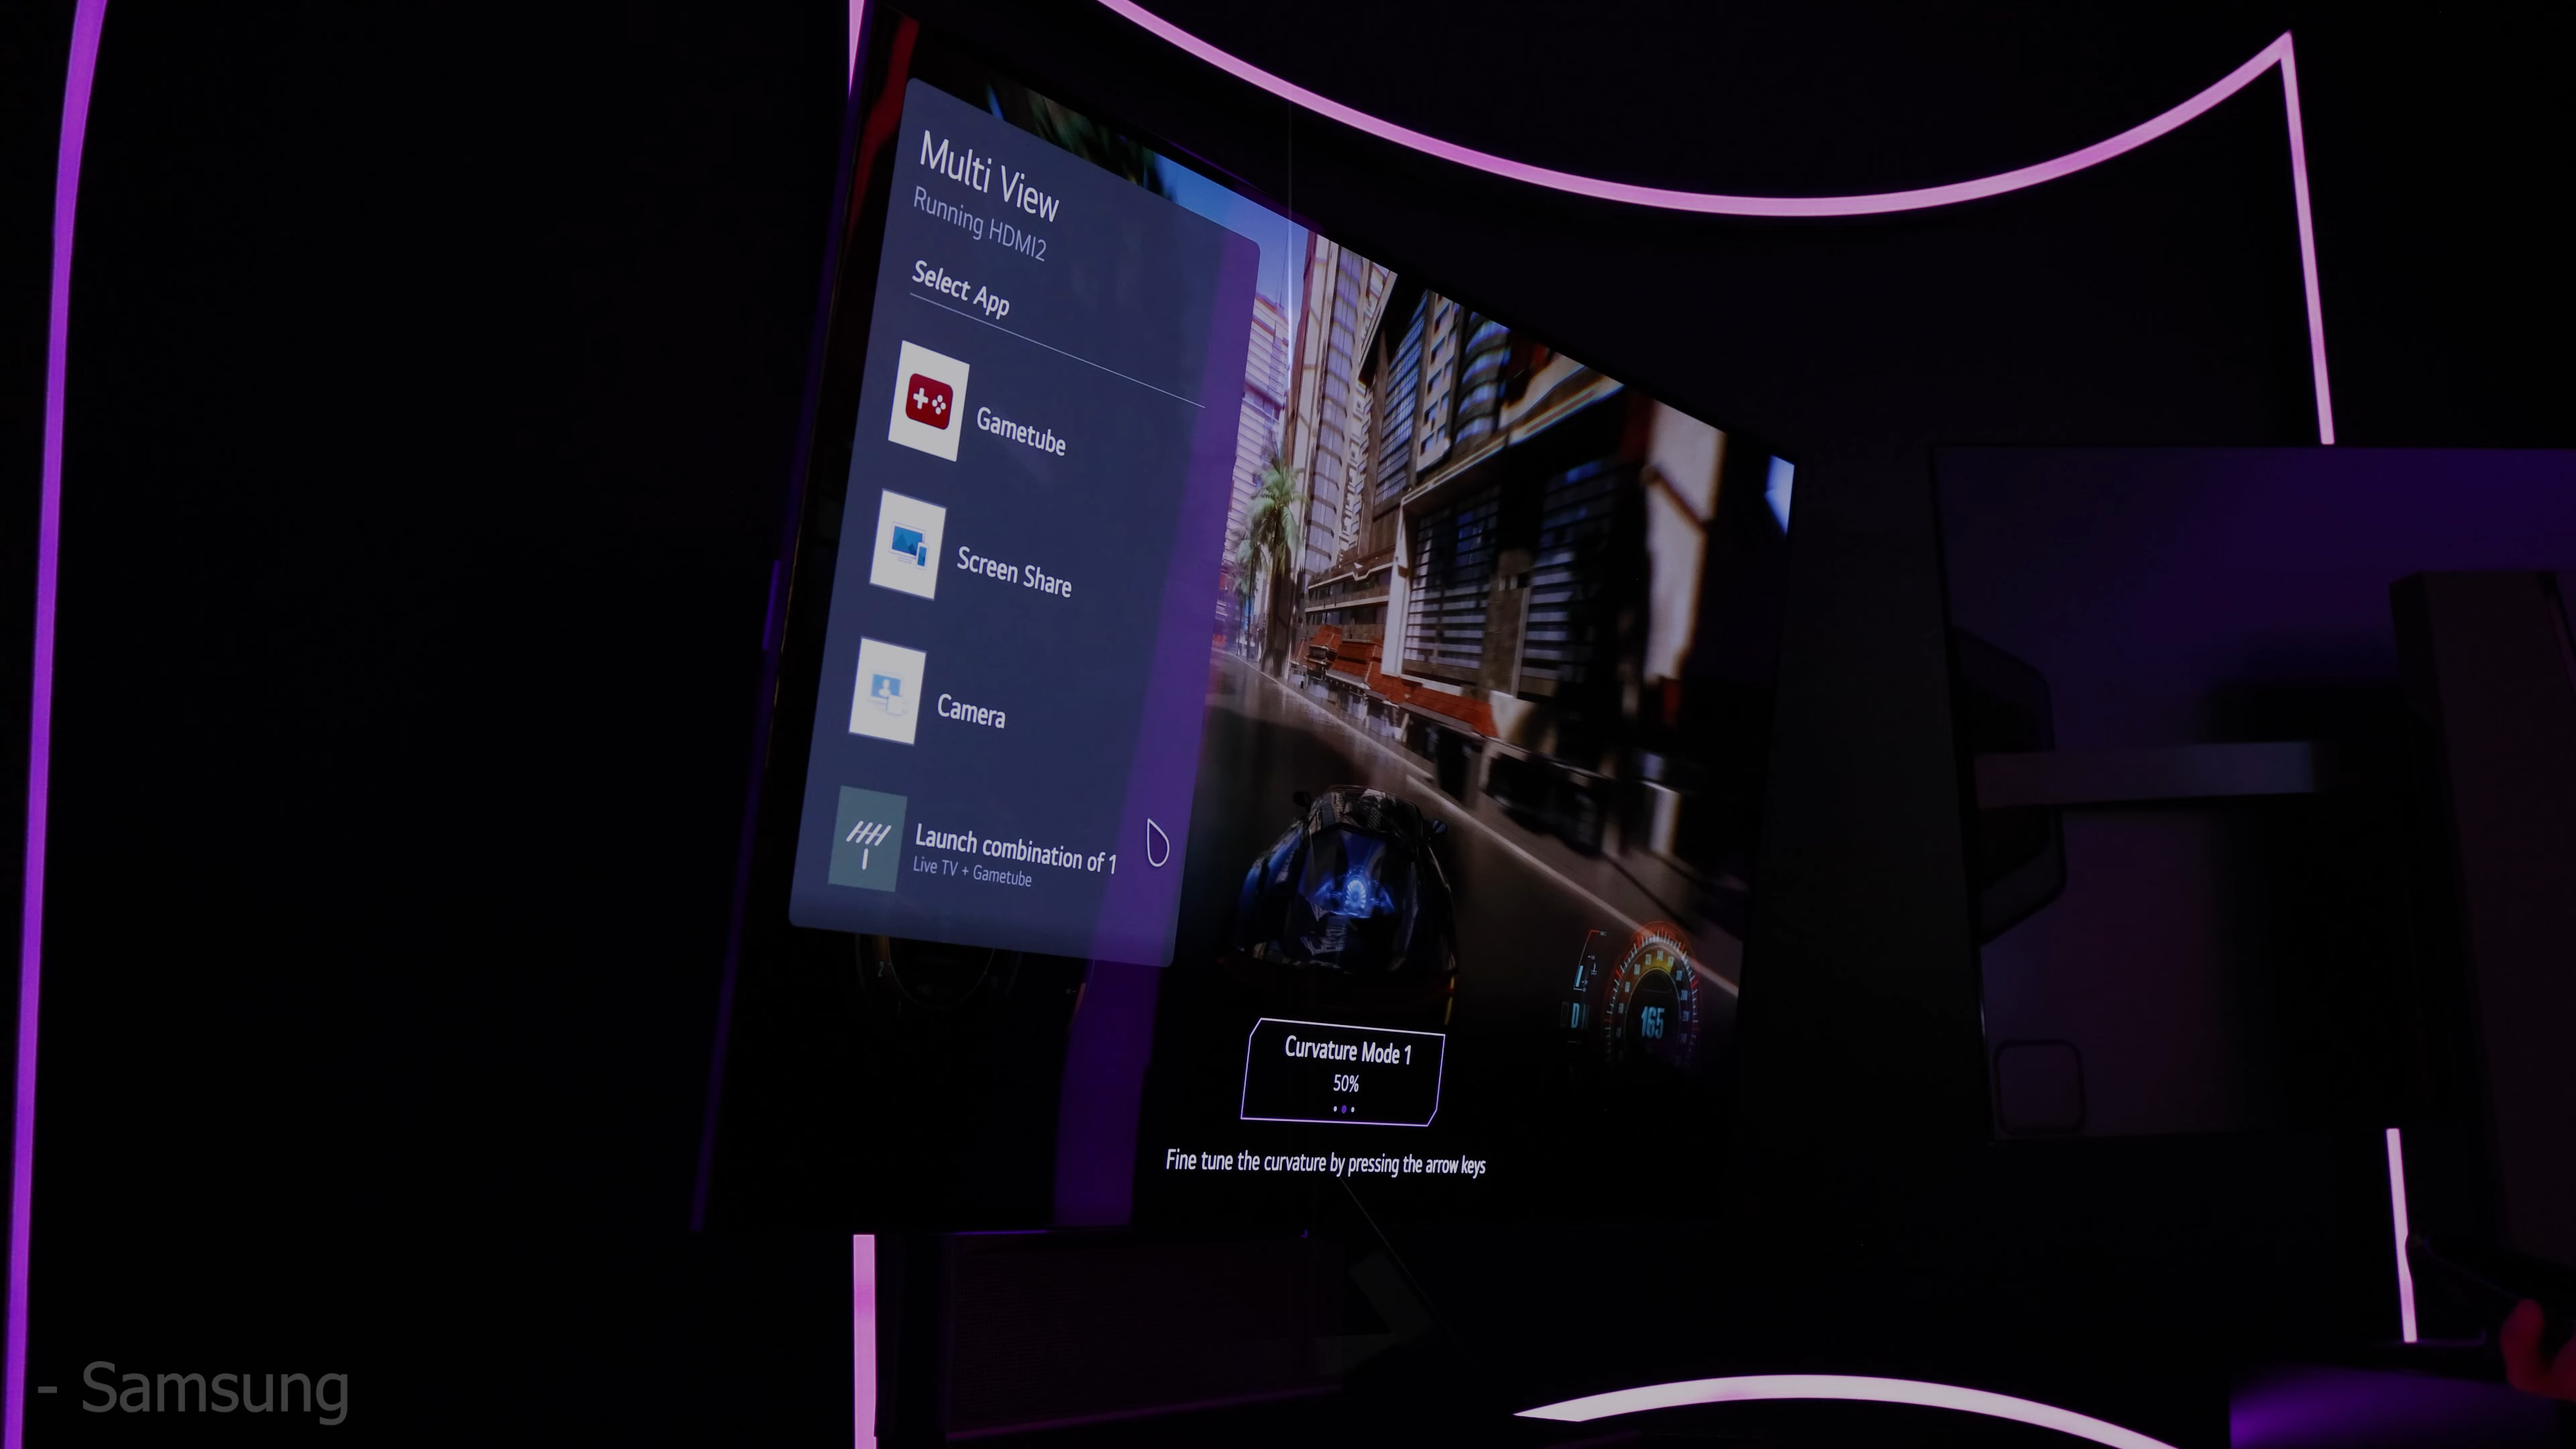 Multi View
Running HDMI2
Select App
Gametube
Screen Share
Camera
Launch combination of 1
Live TV + Gametube
165
Curvature Mode 1
50%
Fine tune the curvature by pressing the arrow keys
- Samsung